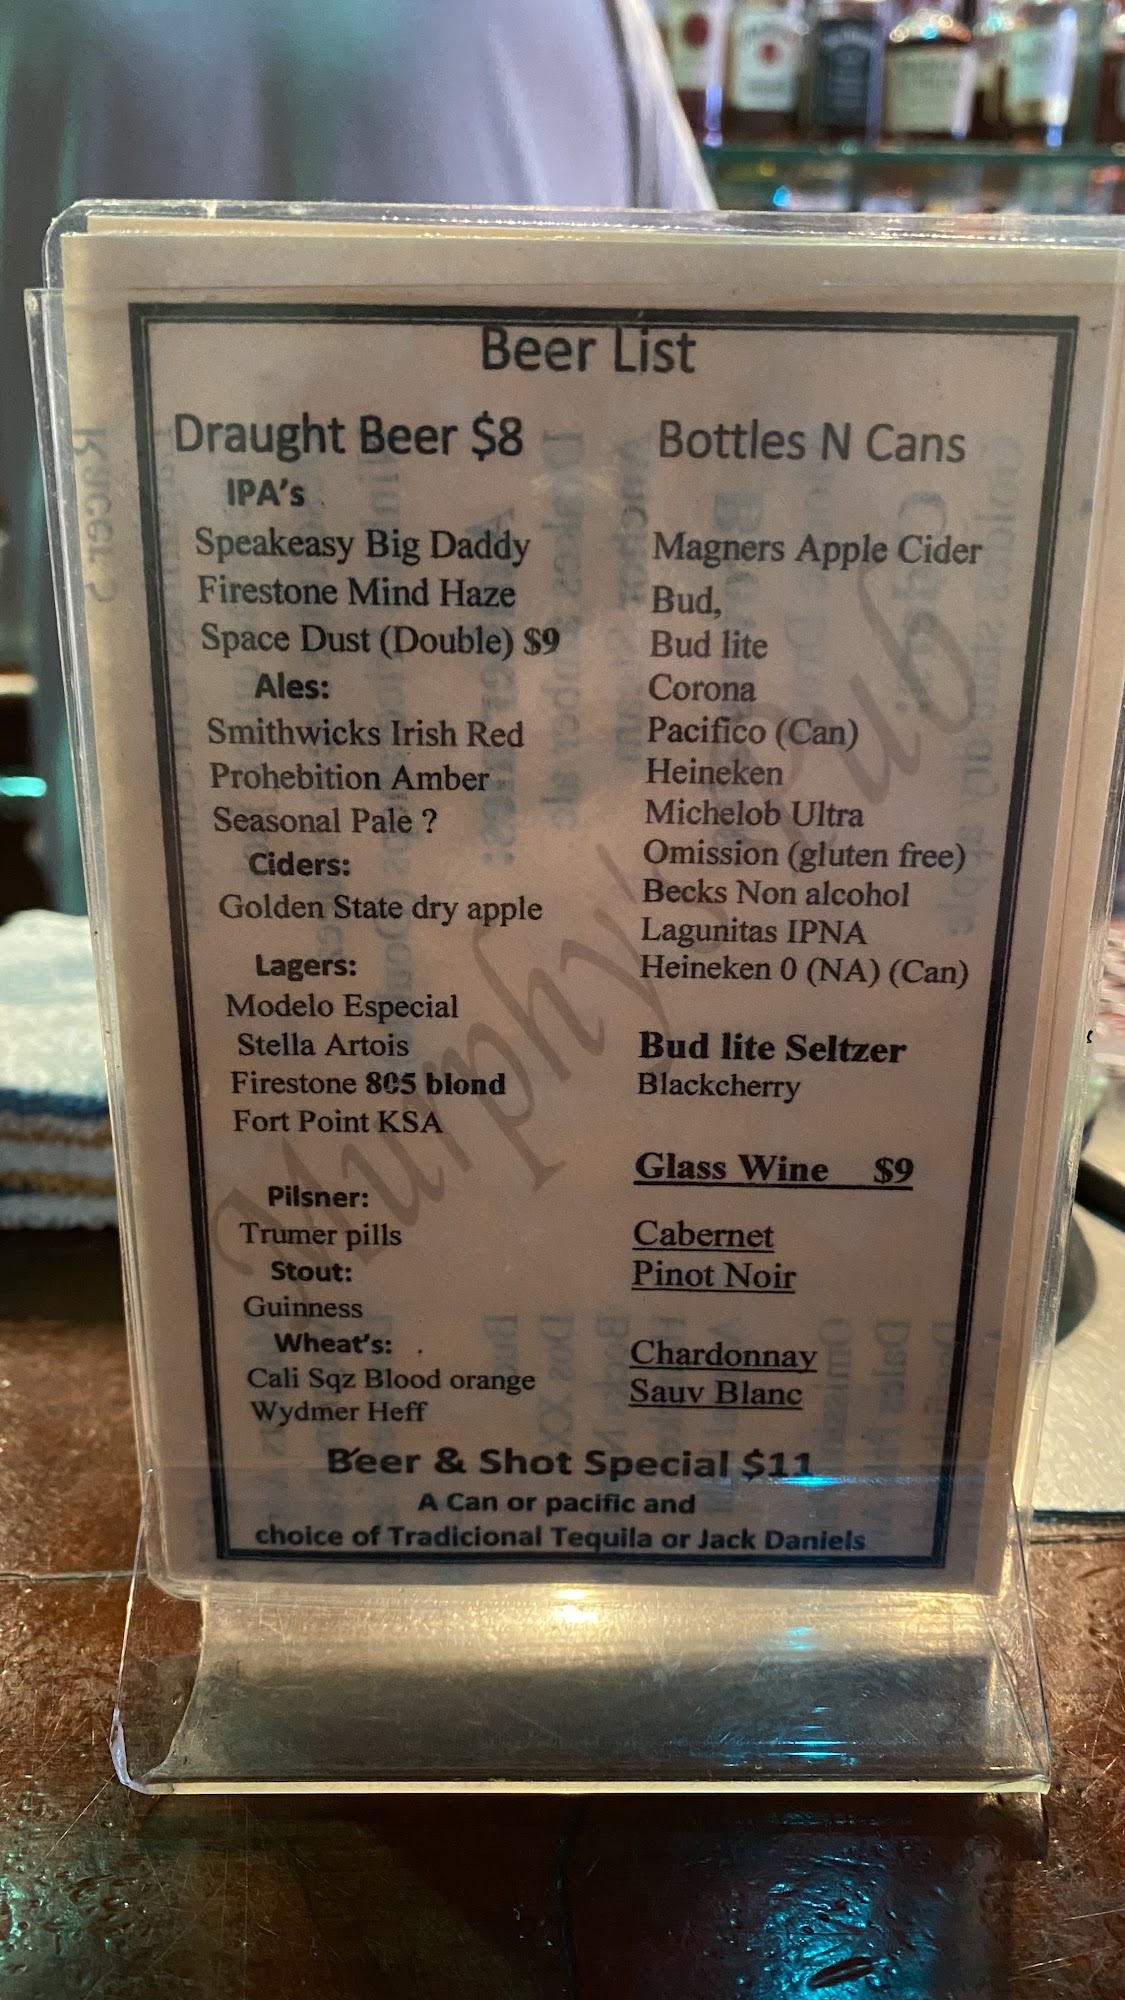 Beer List
Draught Beer $8
IPA's
Speakeasy Big Daddy
Firestone Mind Haze
Space Dust (Double) $9
Ales:
Smithwicks Irish Red
Prohebition Amber
Seasonal Pale ?
Ciders:
Golden State dry apple
Lagers:
Modelo Especial
Stella Artois
Firestone 805 blond
Fort Point KSA
Pilsner:
Trumer pills
Stout:
Guinness
Wheat's:
Cali Sqz Blood orange
Wydmer Heff
Bottles N Cans
Magners Apple Cider
Bud,
Bud lite
Corona
Pacifico (Can)
Heineken
Michelob Ultra
Omission (gluten free)
Becks Non alcohol
Lagunitas IPNA
Heineken 0 (NA) (Can)
Bud lite Seltzer
Blackcherry
Glass Wine $9
Cabernet
Pinot Noir
Chardonnay
Sauv Blanc
Beer & Shot Special $11
A Can or pacific and
choice of Tradicional Tequila or Jack Daniels
Murphy's Pub